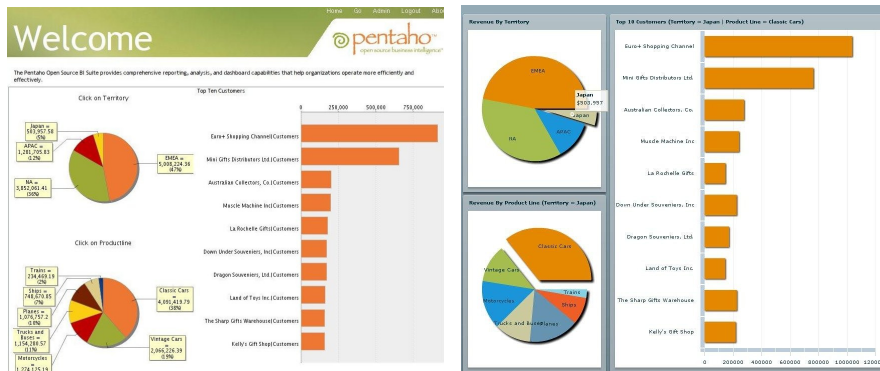 Home Go Admin Logout Abo
Welcome
pentaho
open source business intelligence
The Pentaho Open Source BI Suite provides comprehensive reporting, analysis, and dashboard capabilities that help organizations operate more efficiently and
effectively.
Click on Territory
Japan =
503,957.58
(5%)
APAC =
1,281,705.83
(12%)
NA =
3,852,061.41
(36%)
EMEA =
5,008,224.36
(47%)
Click on Productline
Trains =
234,469.19
(2%)
Ships =
748,670.85
(7%)
Planes =
1,076,757.2
(10%)
Trucks and
Buses =
1,154,280.57
(11%)
Motorcycles
=
1,274,125.19
Classic Cars
=
4,091,419.79
(38%)
Vintage Cars
=
2,066,226.39
(19%)
Top Ten Customers
0 250,000 500,000 750,000
Euro+ Shopping Channel|Customers
Mini Gifts Distributors Ltd.|Customers
Australian Collectors, Co.|Customers
Muscle Machine Inc|Customers
La Rochelle Gifts|Customers
Down Under Souveniers, Inc|Customers
Dragon Souveniers, Ltd.|Customers
Land of Toys Inc.|Customers
The Sharp Gifts Warehouse|Customers
Kelly's Gift Shop|Customers
Revenue By Territory
EMEA
Japan
$503,957
Japan
APAC
NA
Revenue By Product Line (Territory = Japan)
Classic Cars
Vintage Cars
Motorcycles
Trucks and Buses
Planes
Ships
Trains
Top 10 Customers (Territory = Japan | Product Line = Classic Cars)
Euro+ Shopping Channel
Mini Gifts Distributors Ltd.
Australian Collectors, Co.
Muscle Machine Inc
La Rochelle Gifts
Down Under Souveniers, Inc
Dragon Souveniers, Ltd.
Land of Toys Inc.
The Sharp Gifts Warehouse
Kelly's Gift Shop
0 200000 400000 600000 800000 1000000 12000